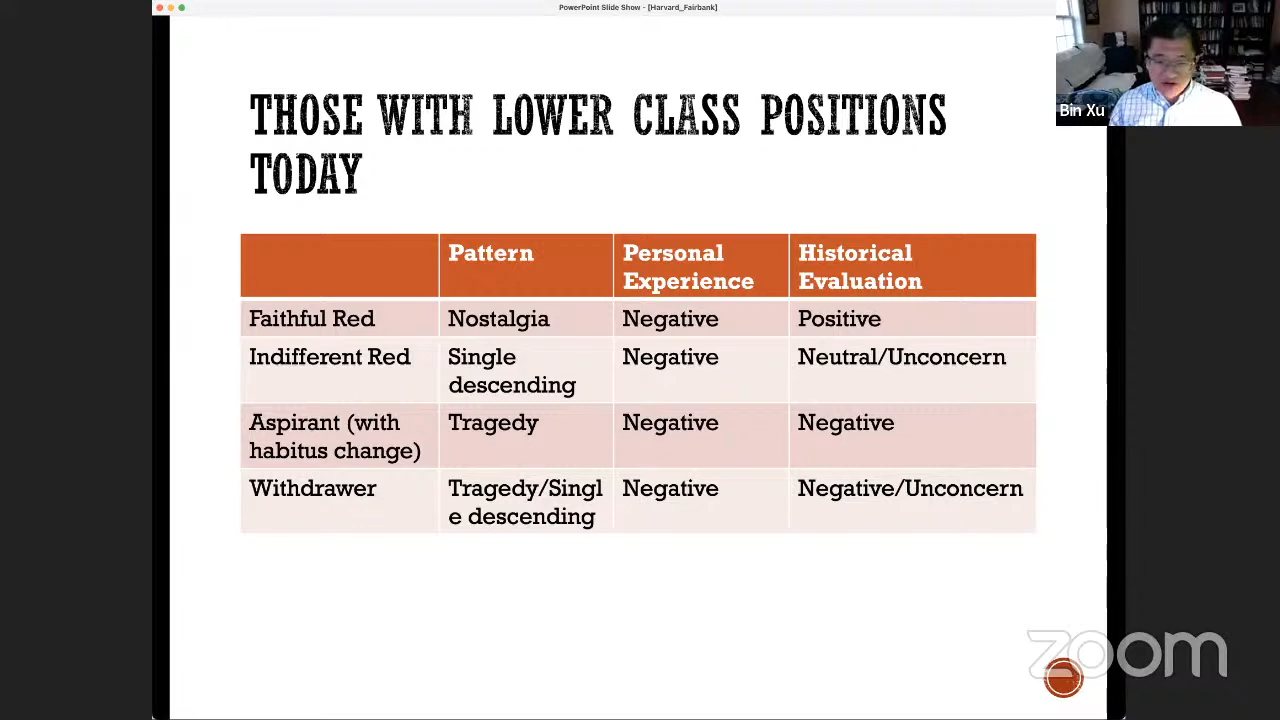 PowerPoint Slide Show - [Harvard_Fairbank]
Bin Xu
THOSE WITH LOWER CLASS POSITIONS
TODAY
Pattern
Personal
Experience
Historical
Evaluation
Faithful Red
Nostalgia
Negative
Positive
Indifferent Red
Single
descending
Negative
Neutral/Unconcern
Aspirant (with
habitus change)
Tragedy
Negative
Negative
Withdrawer
Tragedy/Singl
e descending
Negative
Negative/Unconcern
zoom